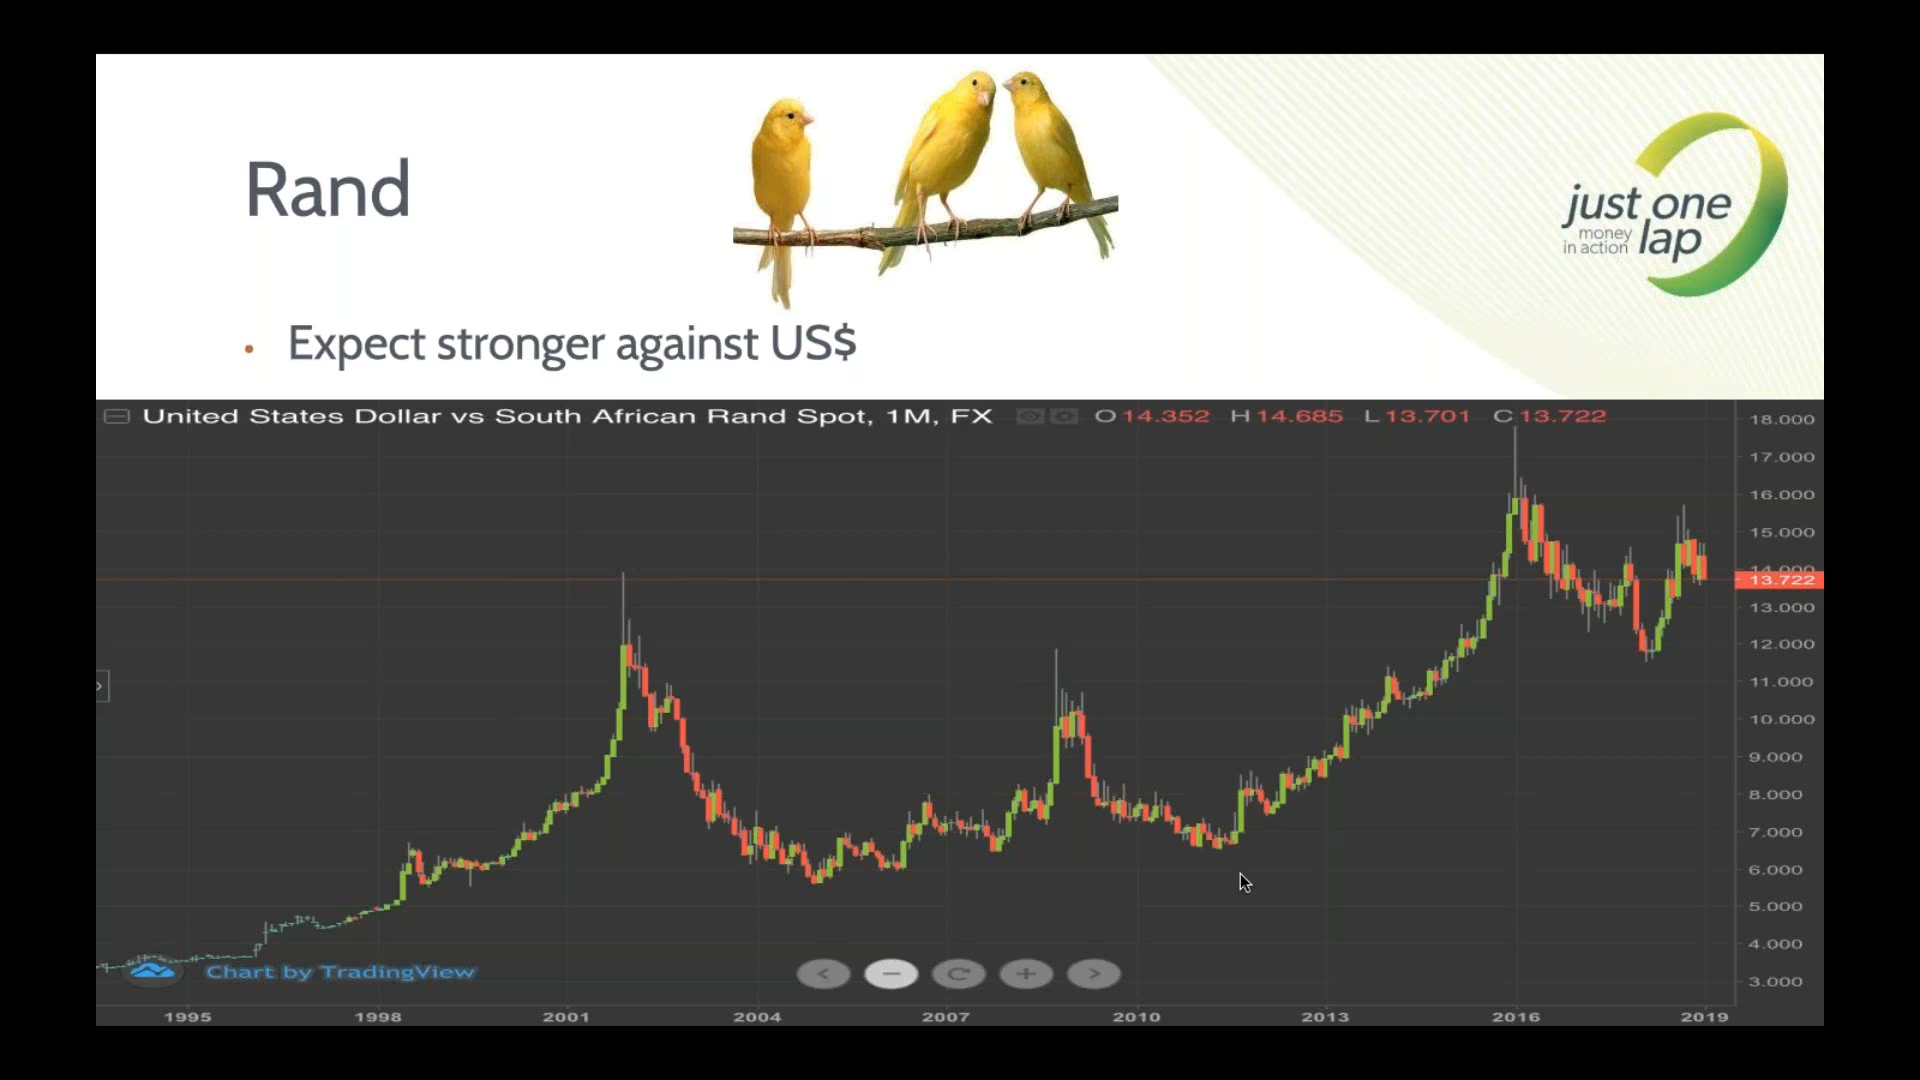 Rand
just one
money
in action
lap
• Expect stronger against US$
United States Dollar vs South African Rand Spot, 1M, FX O 14.352 H 14.685 L 13.701 C 13.722
18.000
17.000
16.000
15.000
14.000
13.722
13.000
12.000
11.000
10.000
9.000
8.000
7.000
6.000
5.000
4.000
3.000
Chart by TradingView
1995 1998 2001 2004 2007 2010 2013 2016 2019